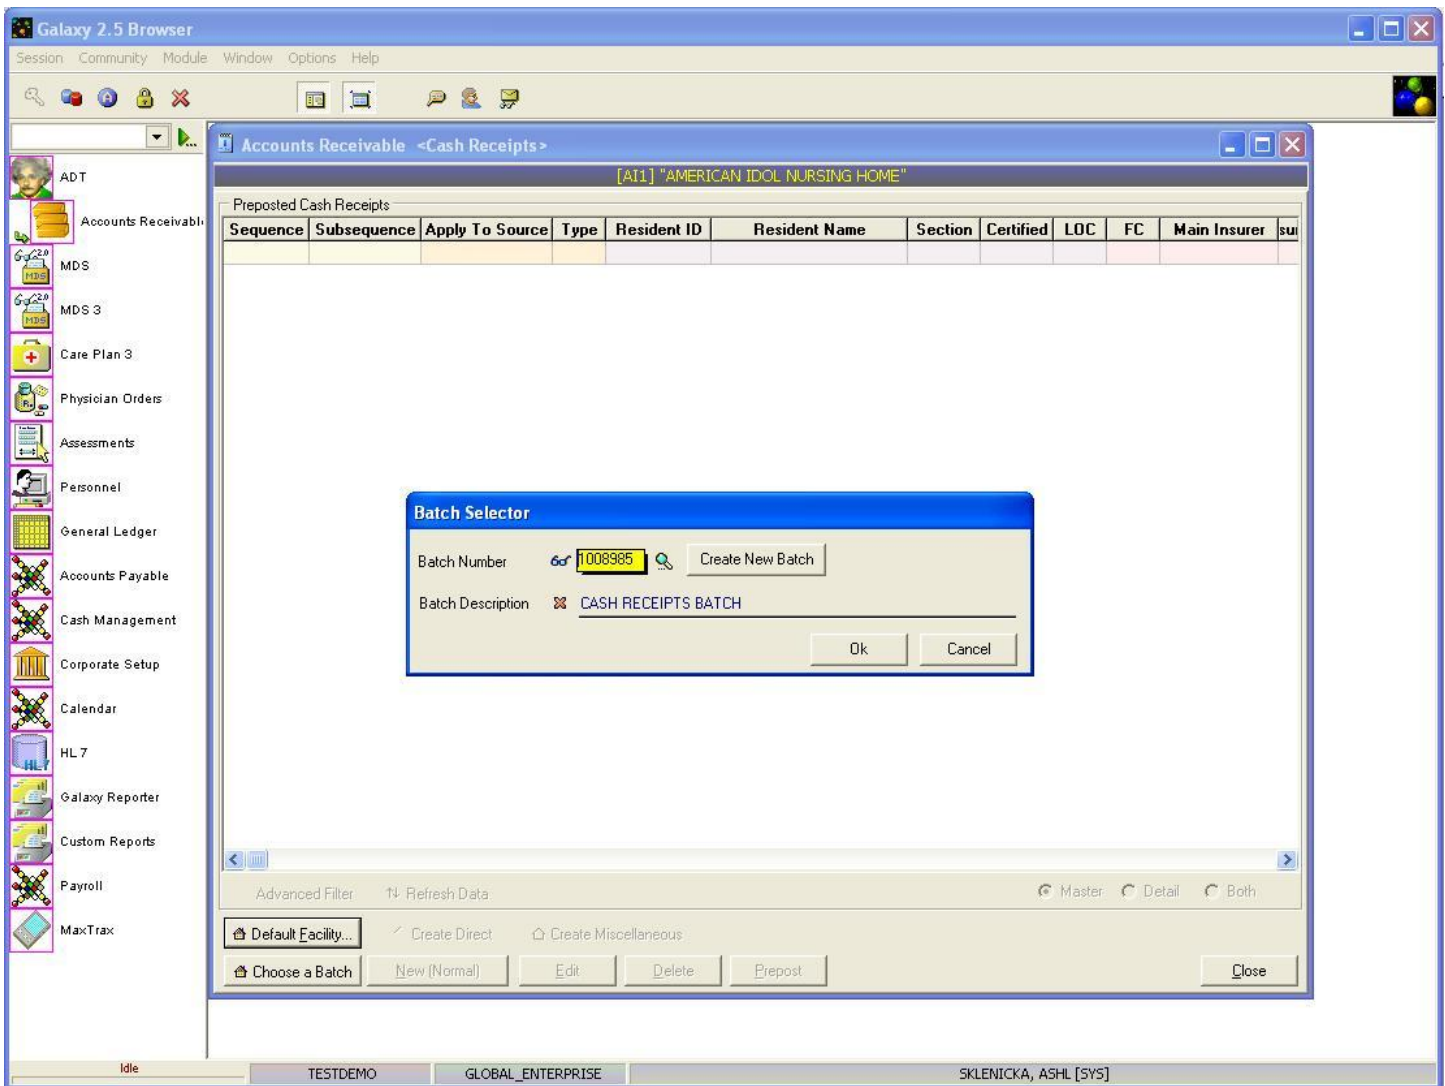 Galaxy 2.5 Browser
Session Community Module Window Options Help
Accounts Receivable <Cash Receipts>
[AI1] "AMERICAN IDOL NURSING HOME"
Preposted Cash Receipts
Sequence Subsequence Apply To Source Type Resident ID Resident Name Section Certified LOC FC Main Insurer sui
ADT
Accounts Receivabl
MDS
MDS 3
Care Plan 3
Physician Orders
Assessments
Personnel
General Ledger
Accounts Payable
Cash Management
Corporate Setup
Calendar
HL 7
Galaxy Reporter
Custom Reports
Payroll
MaxTrax
Batch Selector
Batch Number 1008985 Create New Batch
Batch Description CASH RECEIPTS BATCH
Ok Cancel
Advanced Filter Refresh Data Master Detail Both
Default Facility... Create Direct Create Miscellaneous
Choose a Batch New (Normal) Edit Delete Prepost Close
Idle TESTDEMO GLOBAL_ENTERPRISE SKLENICKA, ASHL [SYS]